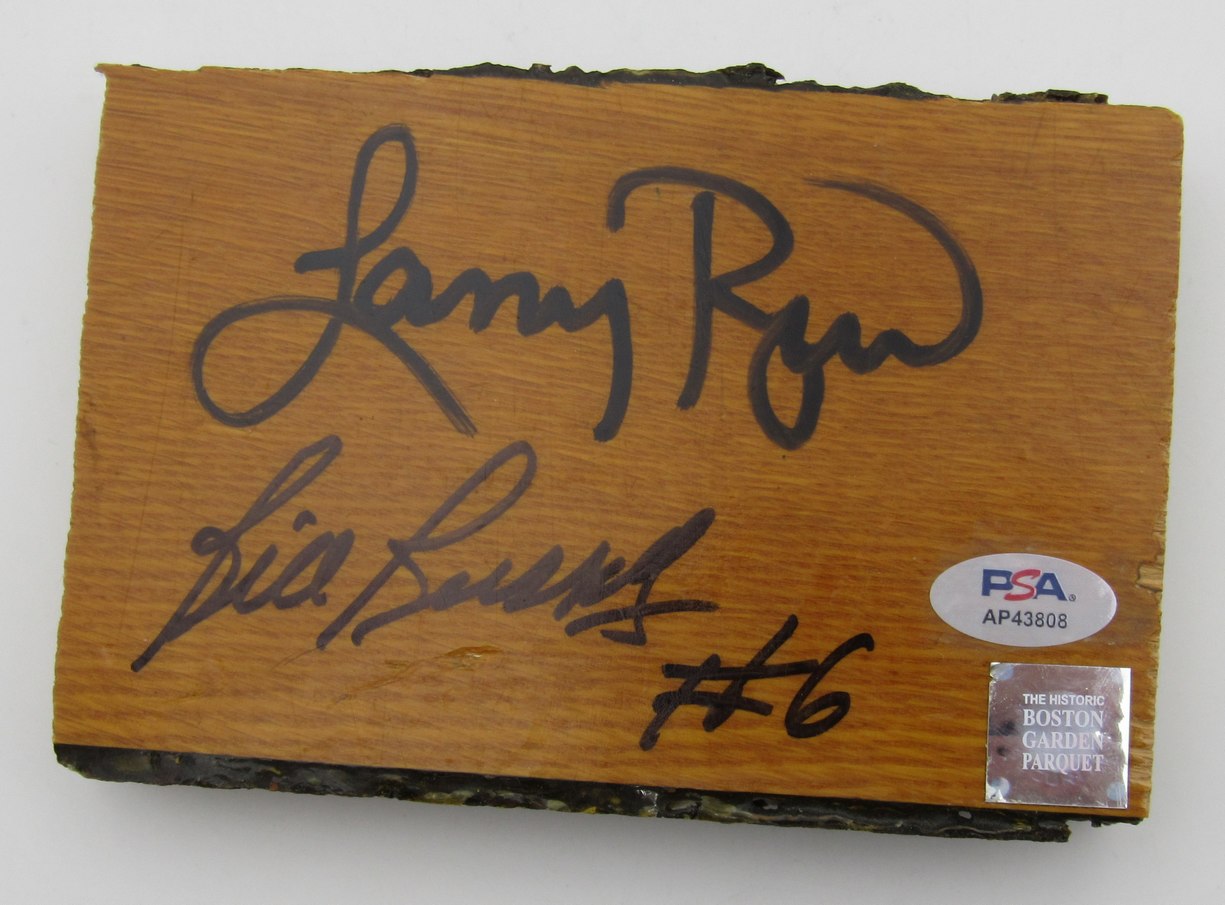 Larry Bird
Bill Russell
#6
PSA
AP43808
THE HISTORIC
BOSTON
GARDEN
PARQUET